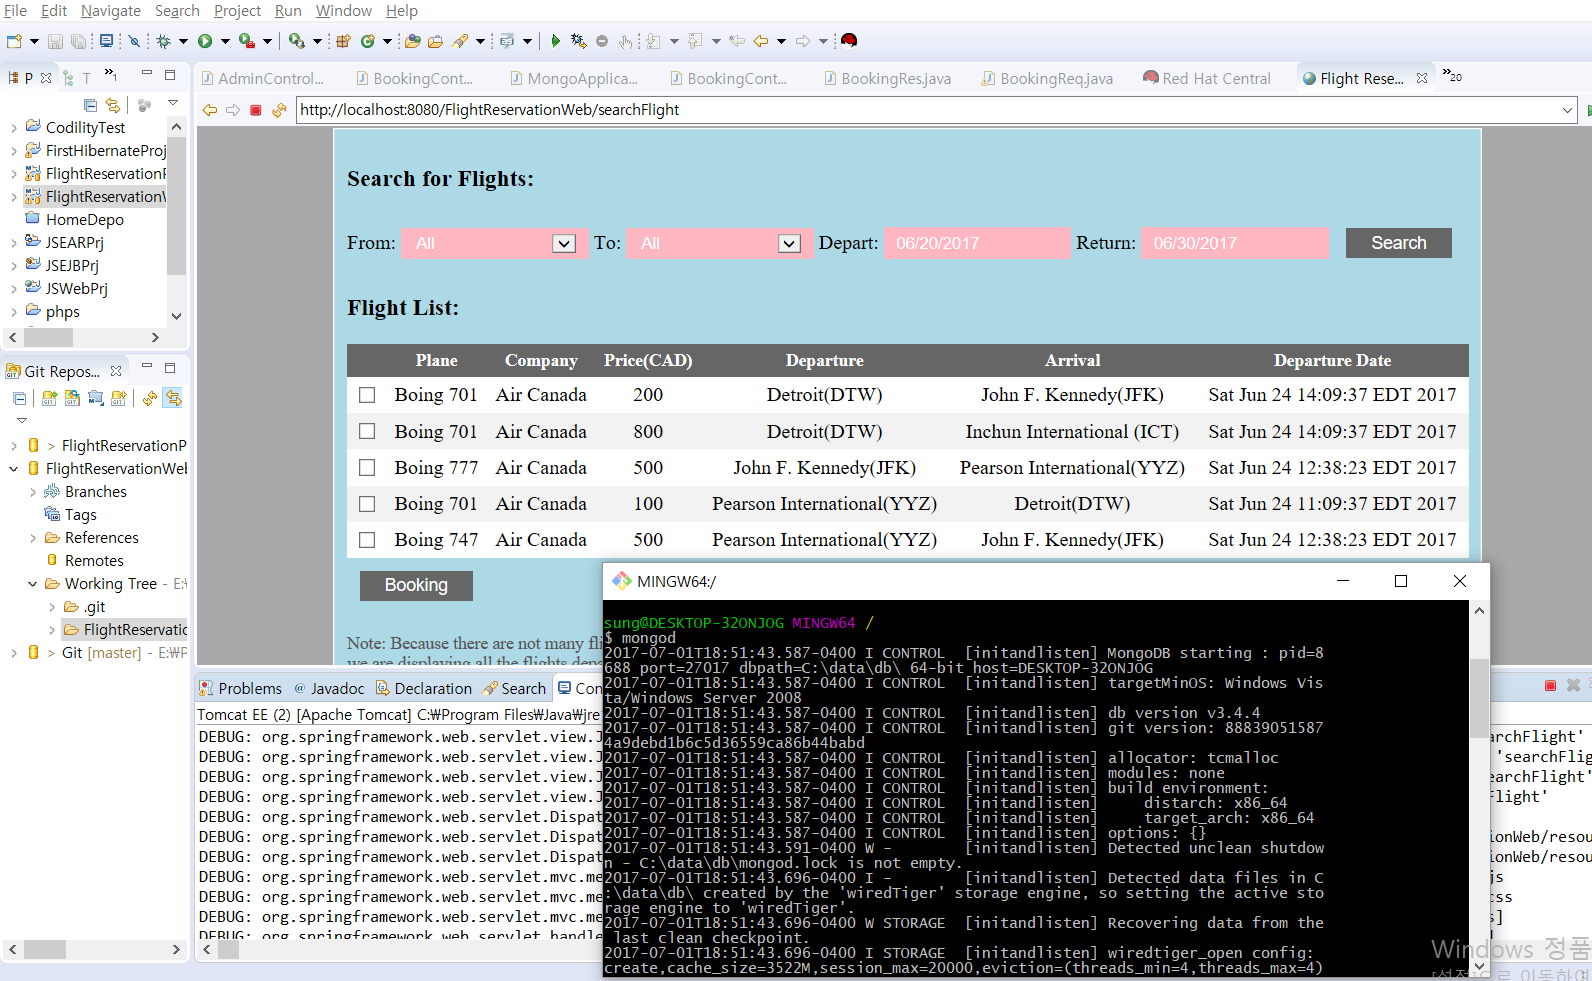 File Edit Navigate Search Project Run Window Help
P T »1
AdminControl... BookingCont... MongoApplica... BookingCont... BookingRes.java BookingReq.java Red Hat Central Flight Rese... »20
http://localhost:8080/FlightReservationWeb/searchFlight
CodilityTest
FirstHibernateProj
FlightReservationP
FlightReservationW
HomeDepo
JSEARPrj
JSEJBPrj
JSWebPrj
phps
Git Repos...
> FlightReservationP
FlightReservationWeb
Branches
Tags
References
Remotes
Working Tree - E:\
.git
FlightReservatio
> Git [master] - E:₩P
Search for Flights:
From: All To: All Depart: 06/20/2017 Return: 06/30/2017 Search
Flight List:
Plane Company Price(CAD) Departure Arrival Departure Date
Boing 701 Air Canada 200 Detroit(DTW) John F. Kennedy(JFK) Sat Jun 24 14:09:37 EDT 2017
Boing 701 Air Canada 800 Detroit(DTW) Inchun International (ICT) Sat Jun 24 14:09:37 EDT 2017
Boing 777 Air Canada 500 John F. Kennedy(JFK) Pearson International(YYZ) Sat Jun 24 12:38:23 EDT 2017
Boing 701 Air Canada 100 Pearson International(YYZ) Detroit(DTW) Sat Jun 24 11:09:37 EDT 2017
Boing 747 Air Canada 500 Pearson International(YYZ) John F. Kennedy(JFK) Sat Jun 24 12:38:23 EDT 2017
Booking
Note: Because there are not many fli
we are displaying all the flights depa
Problems @ Javadoc Declaration Search Con
Tomcat EE (2) [Apache Tomcat] C:₩Program Files₩Java₩jre
DEBUG: org.springframework.web.servlet.view.J
DEBUG: org.springframework.web.servlet.view.J
DEBUG: org.springframework.web.servlet.view.J
DEBUG: org.springframework.web.servlet.view.J
DEBUG: org.springframework.web.servlet.Dispat
DEBUG: org.springframework.web.servlet.Dispat
DEBUG: org.springframework.web.servlet.Dispat
DEBUG: org.springframework.web.servlet.mvc.me
DEBUG: org.springframework.web.servlet.mvc.me
DEBUG: org.springframework.web.servlet.mvc.me
DEBUG: org.springframework.web.servlet.handle
MINGW64:/
sung@DESKTOP-32ONJOG MINGW64 /
$ mongod
2017-07-01T18:51:43.587-0400 I CONTROL [initandlisten] MongoDB starting : pid=8
688 port=27017 dbpath=C:\data\db\ 64-bit host=DESKTOP-32ONJOG
2017-07-01T18:51:43.587-0400 I CONTROL [initandlisten] targetMinOS: Windows Vis
ta/Windows Server 2008
2017-07-01T18:51:43.587-0400 I CONTROL [initandlisten] db version v3.4.4
2017-07-01T18:51:43.587-0400 I CONTROL [initandlisten] git version: 88839051587
4a9debd1b6c5d36559ca86b44babd
2017-07-01T18:51:43.587-0400 I CONTROL [initandlisten] allocator: tcmalloc
2017-07-01T18:51:43.587-0400 I CONTROL [initandlisten] modules: none
2017-07-01T18:51:43.587-0400 I CONTROL [initandlisten] build environment:
2017-07-01T18:51:43.587-0400 I CONTROL [initandlisten] distarch: x86_64
2017-07-01T18:51:43.587-0400 I CONTROL [initandlisten] target_arch: x86_64
2017-07-01T18:51:43.587-0400 I CONTROL [initandlisten] options: {}
2017-07-01T18:51:43.591-0400 W - [initandlisten] Detected unclean shutdow
n - C:\data\db\mongod.lock is not empty.
2017-07-01T18:51:43.696-0400 I - [initandlisten] Detected data files in C
:\data\db\ created by the 'wiredTiger' storage engine, so setting the active sto
rage engine to 'wiredTiger'.
2017-07-01T18:51:43.696-0400 W STORAGE [initandlisten] Recovering data from the
last clean checkpoint.
2017-07-01T18:51:43.696-0400 I STORAGE [initandlisten] wiredtiger_open config:
create,cache_size=3522M,session_max=20000,eviction=(threads_min=4,threads_max=4)
archFlight'
'searchFlig
earchFlight'
Flight'
ionWeb/resou
ionWeb/resou
js
css
s]
Windows 정품